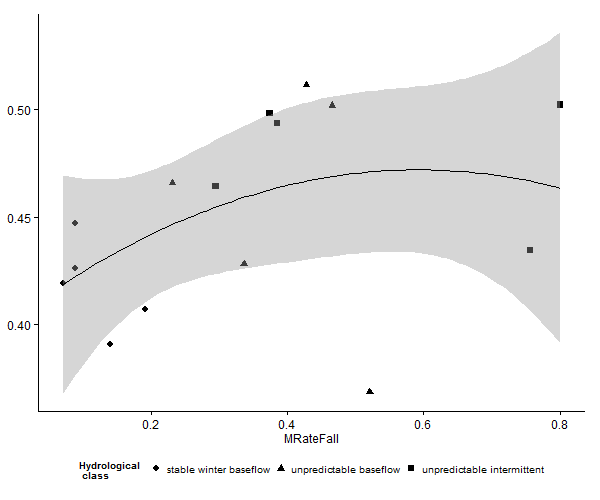 0.50
0.45
0.40
0.2 0.4 0.6 0.8
MRateFall
Hydrological
class
stable winter baseflow unpredictable baseflow unpredictable intermittent